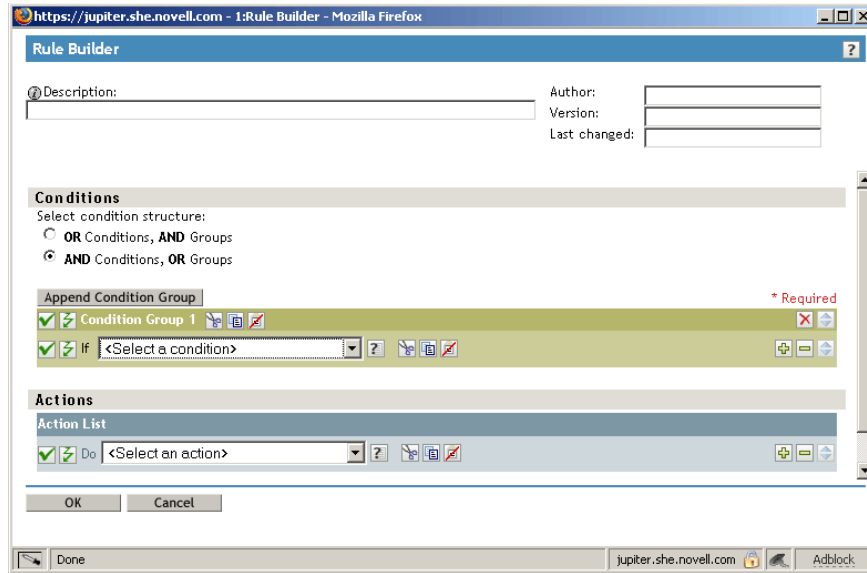 https://jupiter.she.novell.com - 1:Rule Builder - Mozilla Firefox
Rule Builder
?
Description:
Author:
Version:
Last changed:
Conditions
Select condition structure:
OR Conditions, AND Groups
AND Conditions, OR Groups
Append Condition Group
* Required
Condition Group 1
If <Select a condition> ?
Actions
Action List
Do <Select an action> ?
OK Cancel
Done jupiter.she.novell.com Adblock